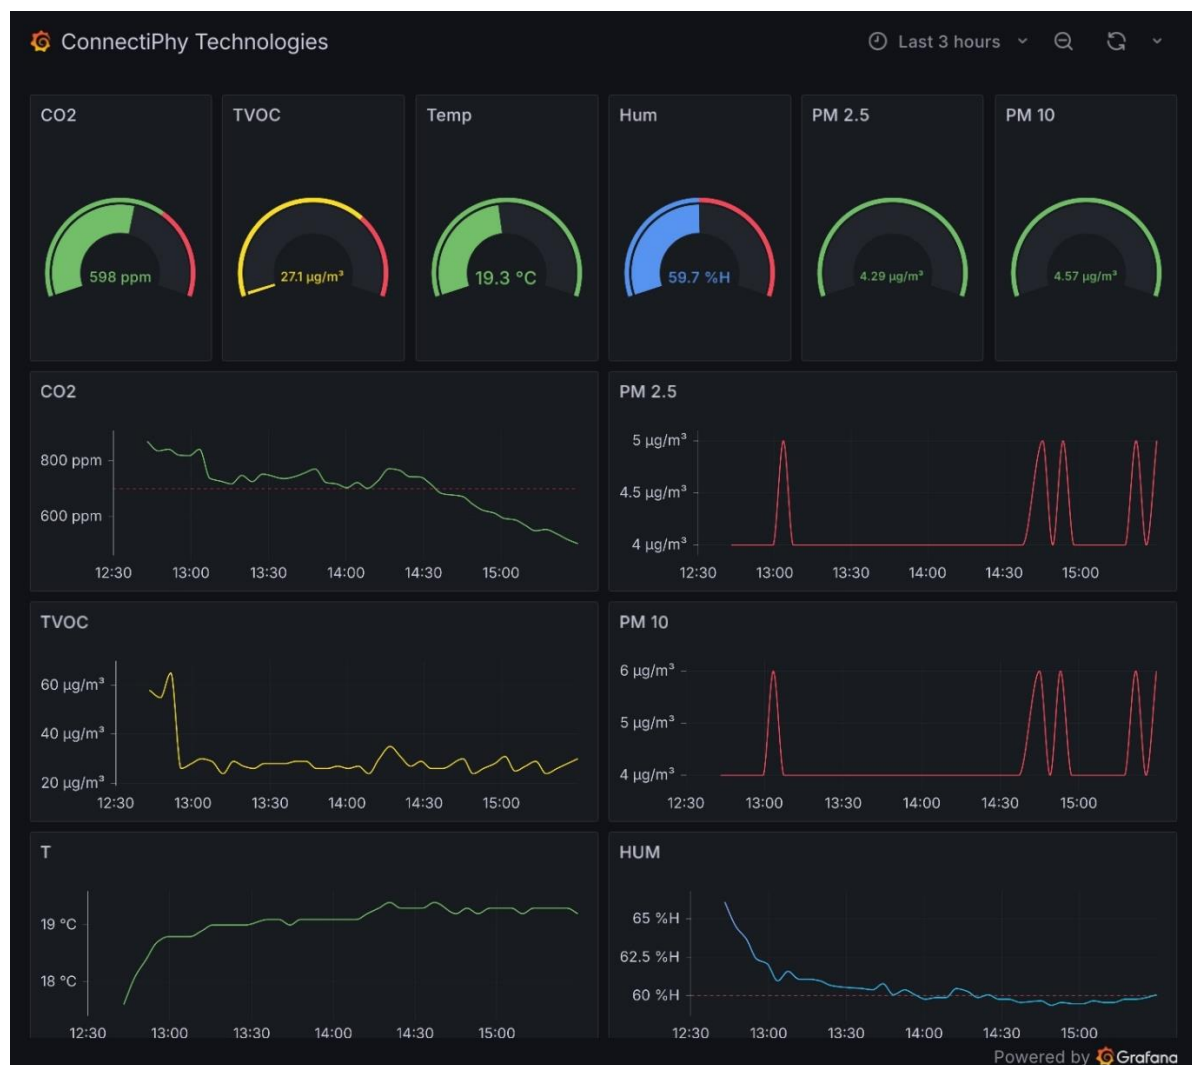 ConnectiPhy Technologies
Last 3 hours
CO2
TVOC
Temp
Hum
PM 2.5
PM 10
598 ppm
27.1 µg/m³
19.3 °C
59.7 %H
4.29 µg/m³
4.57 µg/m³
CO2
800 ppm
600 ppm
12:30 13:00 13:30 14:00 14:30 15:00
PM 2.5
5 µg/m³
4.5 µg/m³
4 µg/m³
12:30 13:00 13:30 14:00 14:30 15:00
TVOC
60 µg/m³
40 µg/m³
20 µg/m³
12:30 13:00 13:30 14:00 14:30 15:00
PM 10
6 µg/m³
5 µg/m³
4 µg/m³
12:30 13:00 13:30 14:00 14:30 15:00
T
19 °C
18 °C
12:30 13:00 13:30 14:00 14:30 15:00
HUM
65 %H
62.5 %H
60 %H
12:30 13:00 13:30 14:00 14:30 15:00
Powered by Grafana